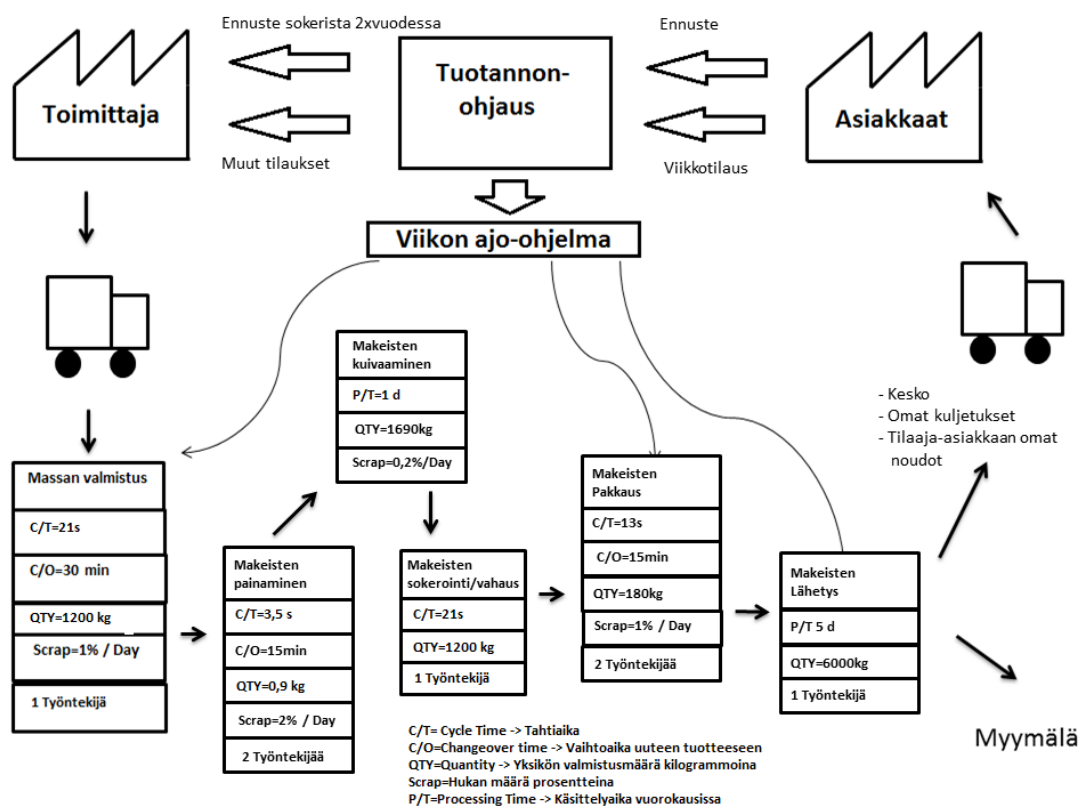 Ennuste sokerista 2xvuodessa
Ennuste
Toimittaja
Tuotannon-
ohjaus
Asiakkaat
Muut tilaukset
Viikkotilaus
Viikon ajo-ohjelma
- Kesko
- Omat kuljetukset
- Tilaaja-asiakkaan omat
noudot
Massan valmistus
C/T=21s
C/O=30 min
QTY=1200 kg
Scrap=1% / Day
1 Työntekijä
Makeisten
painaminen
C/T=3,5 s
C/O=15min
QTY=0,9 kg
Scrap=2% / Day
2 Työntekijää
Makeisten
kuivaaminen
P/T=1 d
QTY=1690kg
Scrap=0,2%/Day
Makeisten
sokerointi/vahaus
C/T=21s
QTY=1200 kg
1 Työntekijä
Makeisten
Pakkaus
C/T=13s
C/O=15min
QTY=180kg
Scrap=1% / Day
2 Työntekijää
Makeisten
Lähetys
P/T 5 d
QTY=6000kg
1 Työntekijä
Myymälä
C/T= Cycle Time -> Tahtiaika
C/O=Changeover time -> Vaihtoaika uuteen tuotteeseen
QTY=Quantity -> Yksikön valmistusmäärä kilogrammoina
Scrap=Hukan määrä prosentteina
P/T=Processing Time -> Käsittelyaika vuorokausissa